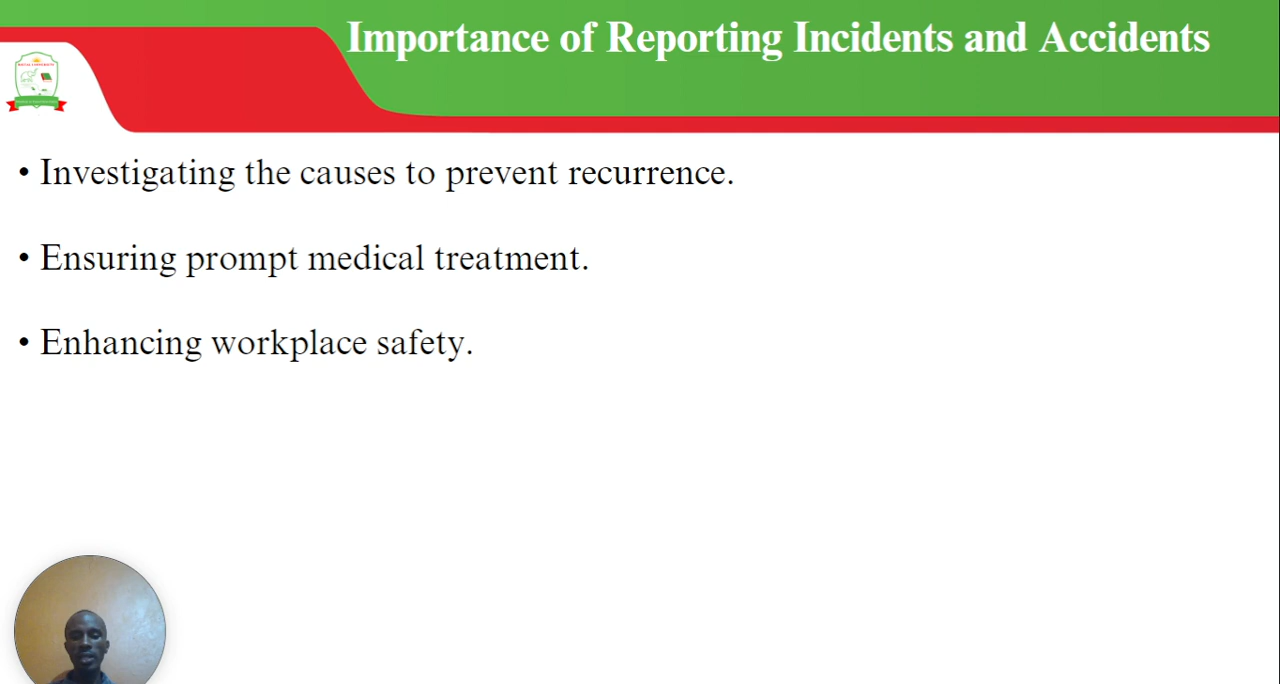 Importance of Reporting Incidents and Accidents
• Investigating the causes to prevent recurrence.
• Ensuring prompt medical treatment.
• Enhancing workplace safety.